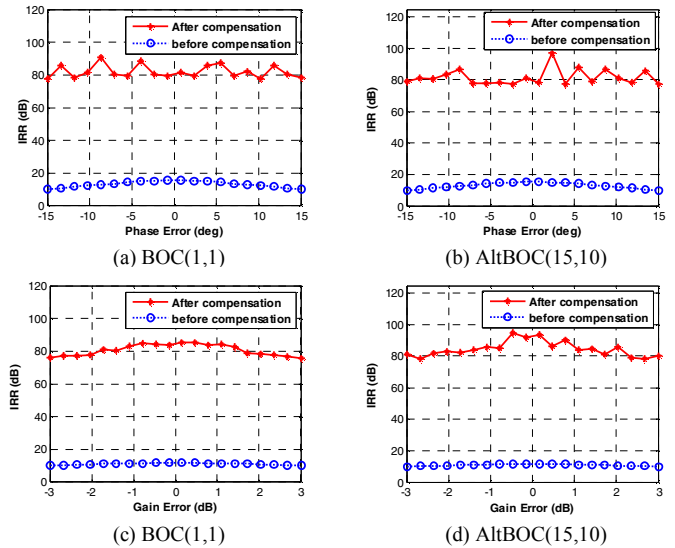 120
100
80
60
40
20
0
IRR (dB)
After compensation
before compensation
-15 -10 -5 0 5 10 15
Phase Error (deg)
(a) BOC(1,1)
120
100
80
60
40
20
0
IRR (dB)
After compensation
before compensation
-15 -10 -5 0 5 10 15
Phase Error (deg)
(b) AltBOC(15,10)
120
100
80
60
40
20
0
IRR (dB)
After compensation
before compensation
-3 -2 -1 0 1 2 3
Gain Error (dB)
(c) BOC(1,1)
120
100
80
60
40
20
0
IRR (dB)
After compensation
before compensation
-3 -2 -1 0 1 2 3
Gain Error (dB)
(d) AltBOC(15,10)